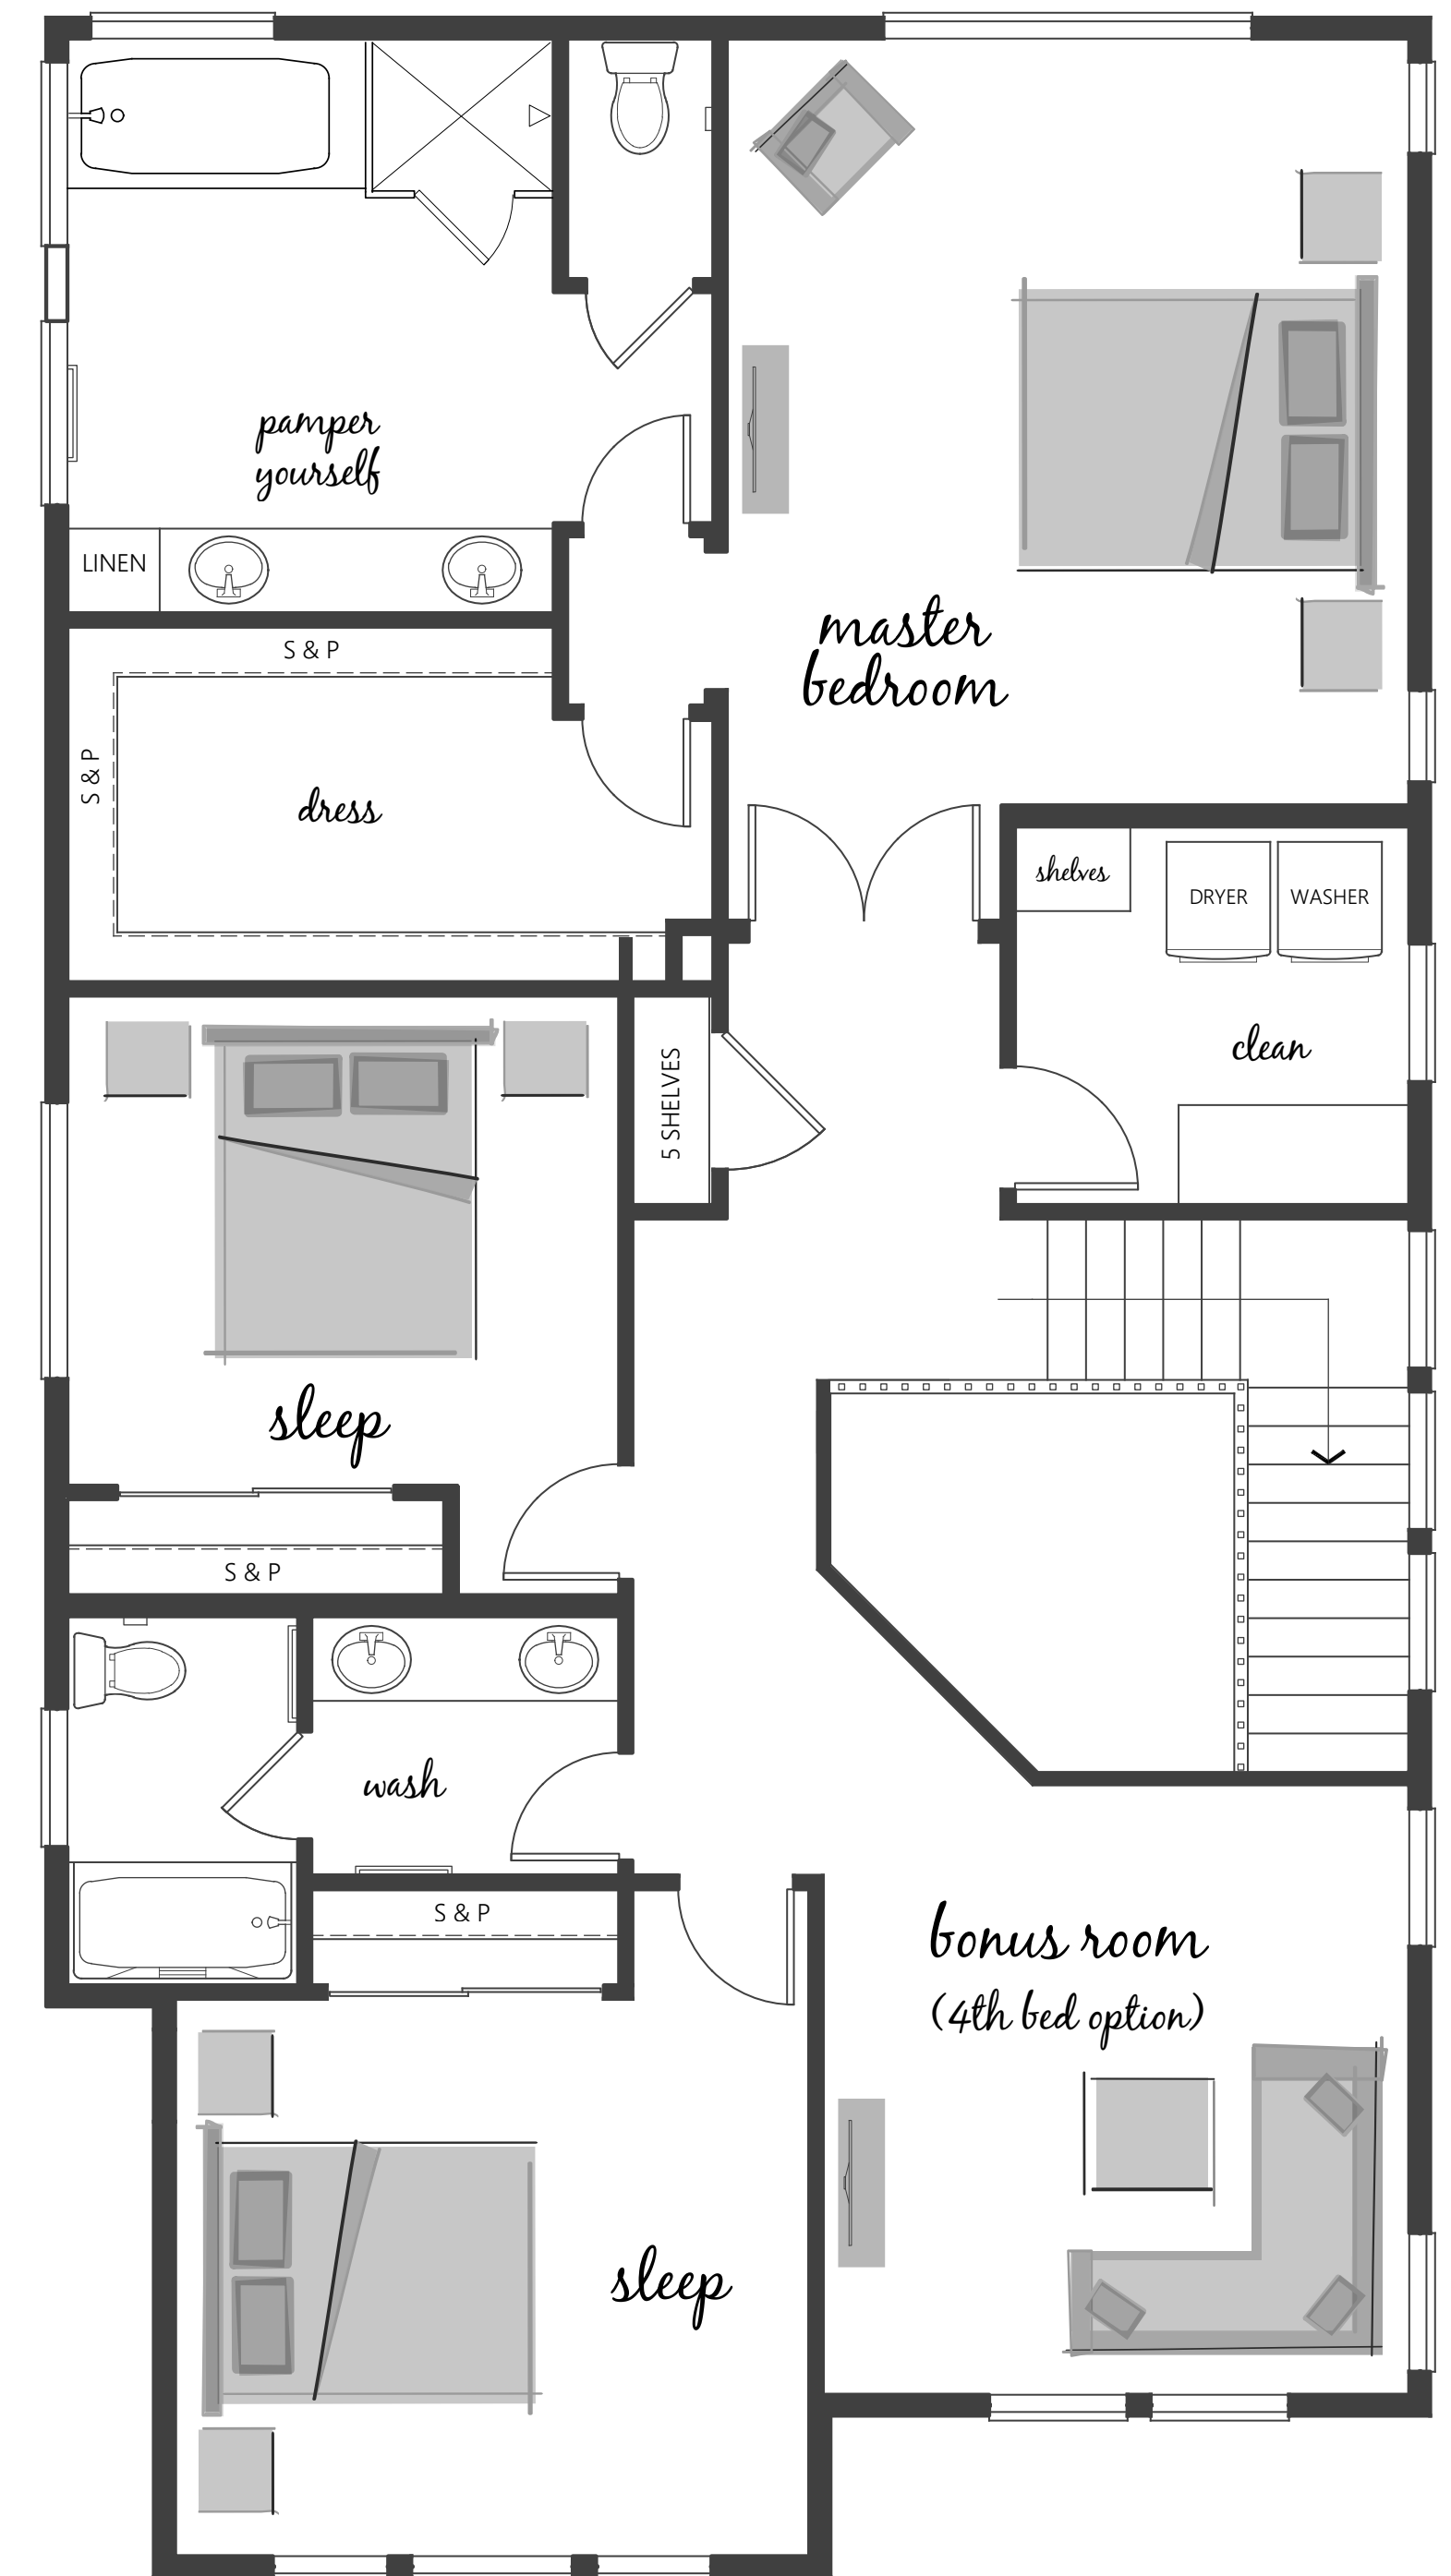 pamper
yourself
LINEN
master
bedroom
S & P
S & P
dress
shelves
DRYER
WASHER
clean
5 SHELVES
sleep
S & P
wash
S & P
bonus room
(4th bed option)
sleep